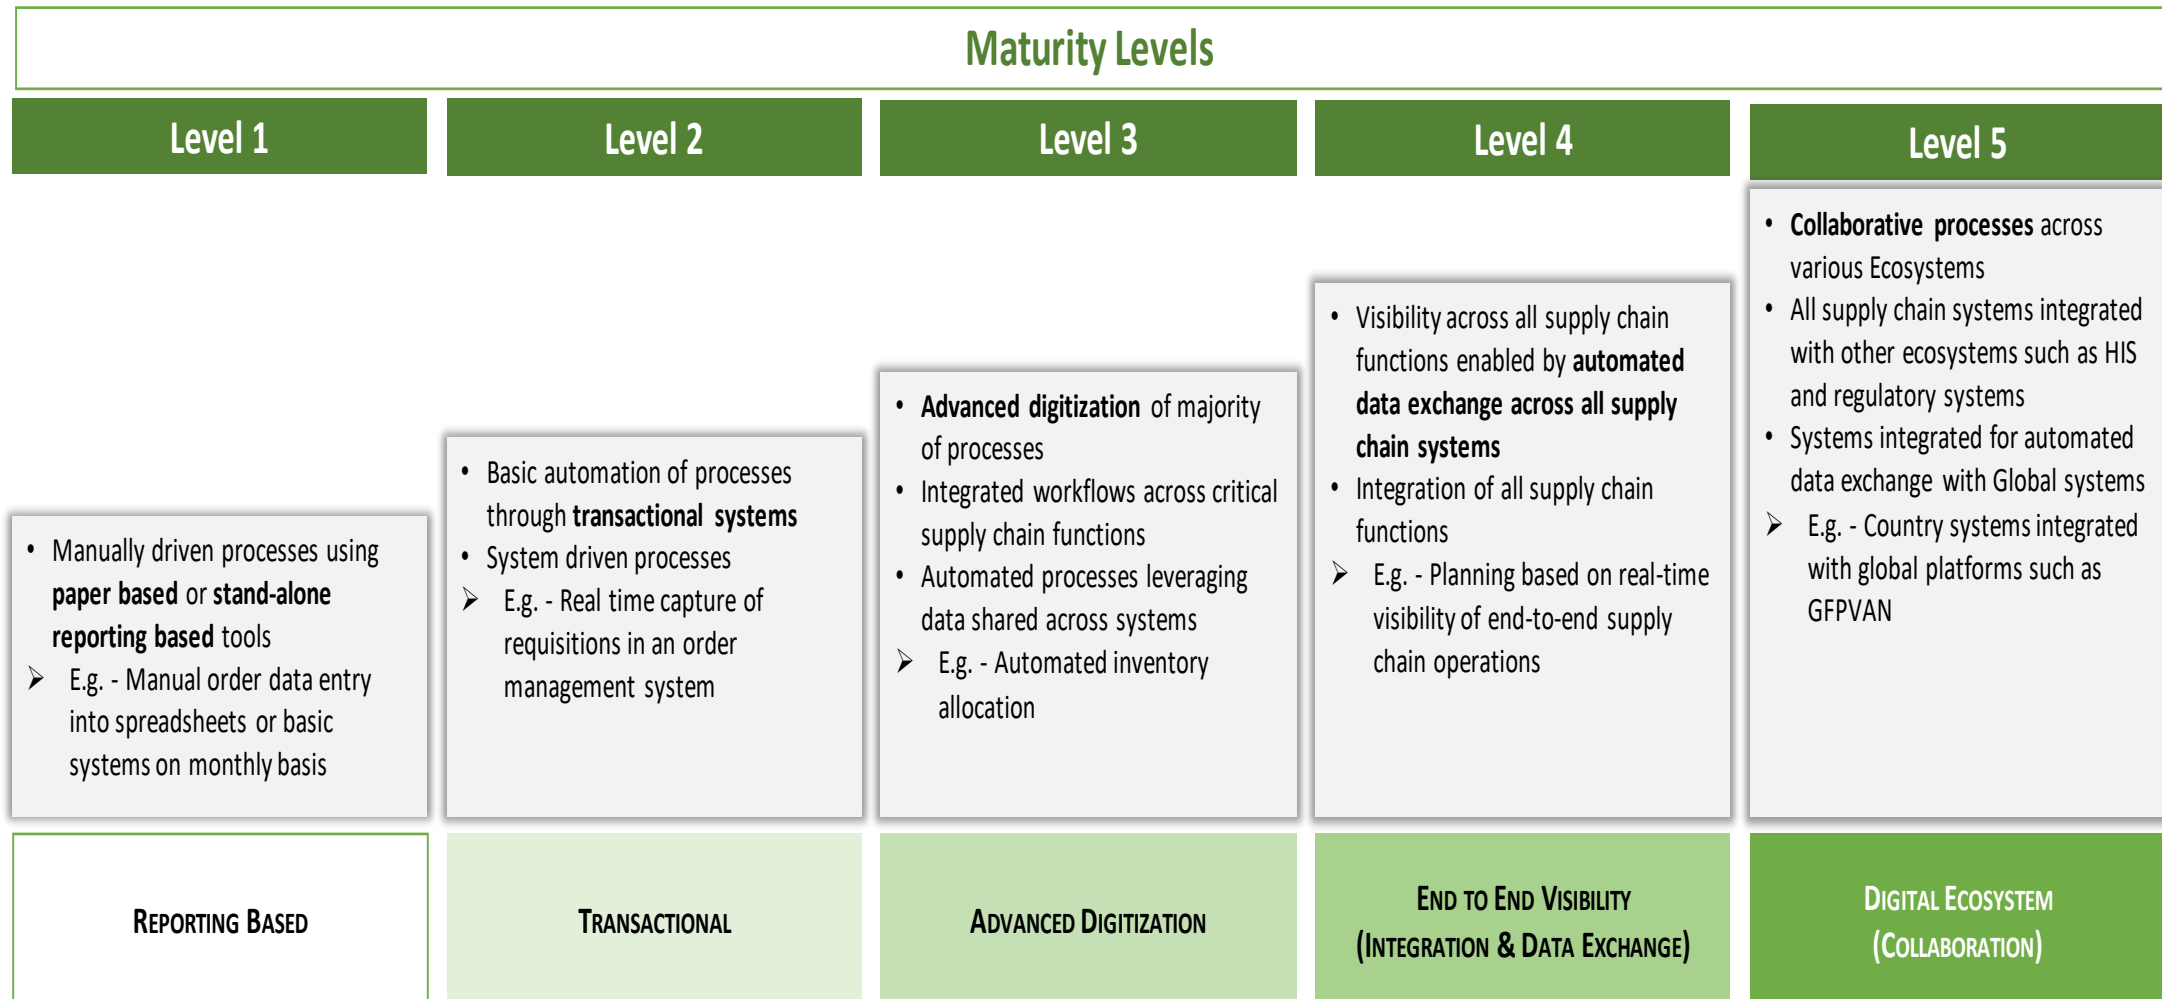 Maturity Levels
Level 1
Level 2
Level 3
Level 4
Level 5
• Manually driven processes using
paper based or stand-alone
reporting based tools
➢ E.g. - Manual order data entry
into spreadsheets or basic
systems on monthly basis
• Basic automation of processes
through transactional systems
• System driven processes
➢ E.g. - Real time capture of
requisitions in an order
management system
• Advanced digitization of majority
of processes
• Integrated workflows across critical
supply chain functions
• Automated processes leveraging
data shared across systems
➢ E.g. - Automated inventory
allocation
• Visibility across all supply chain
functions enabled by automated
data exchange across all supply
chain systems
• Integration of all supply chain
functions
➢ E.g. - Planning based on real-time
visibility of end-to-end supply
chain operations
• Collaborative processes across
various Ecosystems
• All supply chain systems integrated
with other ecosystems such as HIS
and regulatory systems
• Systems integrated for automated
data exchange with Global systems
➢ E.g. - Country systems integrated
with global platforms such as
GFPVAN
REPORTING BASED
TRANSACTIONAL
ADVANCED DIGITIZATION
END TO END VISIBILITY
(INTEGRATION & DATA EXCHANGE)
DIGITAL ECOSYSTEM
(COLLABORATION)